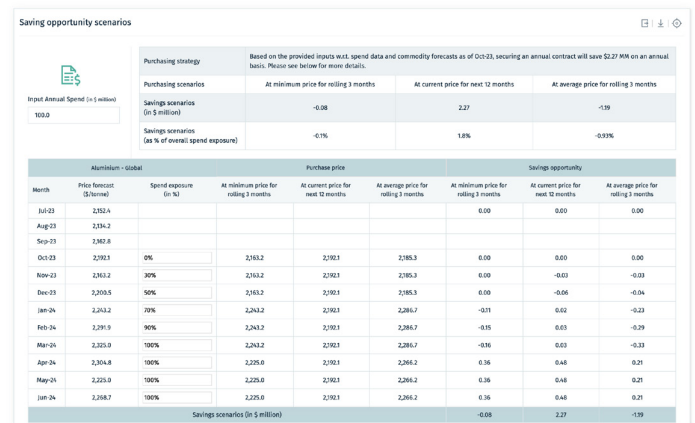 Saving opportunity scenarios
Input Annual Spend (in $ million)
100.0
Purchasing strategy
Based on the provided inputs w.r.t. spend data and commodity forecasts as of Oct-23, securing an annual contract will save $2.27 MM on an annual
basis. Please see below for more details.
Purchasing scenarios At minimum price for rolling 3 months At current price for next 12 months At average price for rolling 3 months
Savings scenarios
(in $ million) -0.08 2.27 -1.19
Savings scenarios
(as % of overall spend exposure) -0.1% 1.8% -0.93%
Aluminium - Global Purchase price Savings opportunity
Month Price forecast Spend exposure At minimum price for At current price for At average price for At minimum price for At current price for At average price for
($/tonne) (in %) rolling 3 months next 12 months rolling 3 months rolling 3 months next 12 months rolling 3 months
Jul-23 2,152.4 0.00 0.00 0.00
Aug-23 2,134.2
Sep-23 2,182.8
Oct-23 2,192.1 0% 2,163.2 2,192.1 2,185.3 0.00 0.00 0.00
Nov-23 2,163.2 30% 2,163.2 2,192.1 2,185.3 0.00 -0.03 -0.03
Dec-23 2,200.5 50% 2,163.2 2,192.1 2,185.3 0.00 -0.06 -0.04
Jan-24 2,243.2 70% 2,243.2 2,192.1 2,286.7 -0.11 0.02 -0.23
Feb-24 2,291.9 90% 2,243.2 2,192.1 2,286.7 -0.15 0.03 -0.29
Mar-24 2,325.0 100% 2,243.2 2,192.1 2,286.7 -0.16 0.03 -0.33
Apr-24 2,304.8 100% 2,225.0 2,192.1 2,266.2 0.36 0.48 0.21
May-24 2,225.0 100% 2,225.0 2,192.1 2,266.2 0.36 0.48 0.21
Jun-24 2,268.7 100% 2,225.0 2,192.1 2,266.2 0.36 0.48 0.21
Savings scenarios (in $ million) -0.08 2.27 -1.19